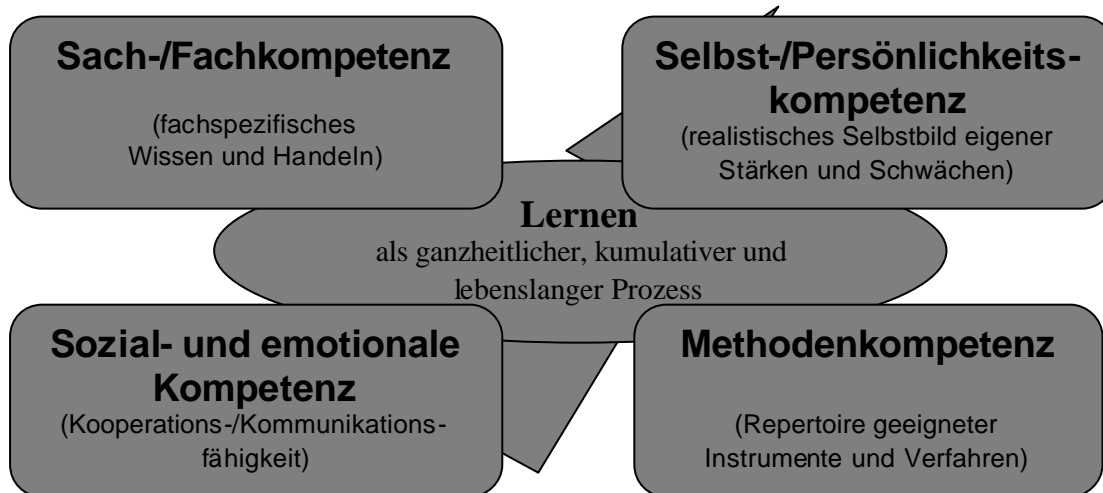 Sach-/Fachkompetenz
(fachspezifisches
Wissen und Handeln)
Selbst-/Persönlichkeits-
kompetenz
(realistisches Selbstbild eigener
Stärken und Schwächen)
Lernen
als ganzheitlicher, kumulativer und
lebenslanger Prozess
Sozial- und emotionale
Kompetenz
(Kooperations-/Kommunikations-
fähigkeit)
Methodenkompetenz
(Repertoire geeigneter
Instrumente und Verfahren)